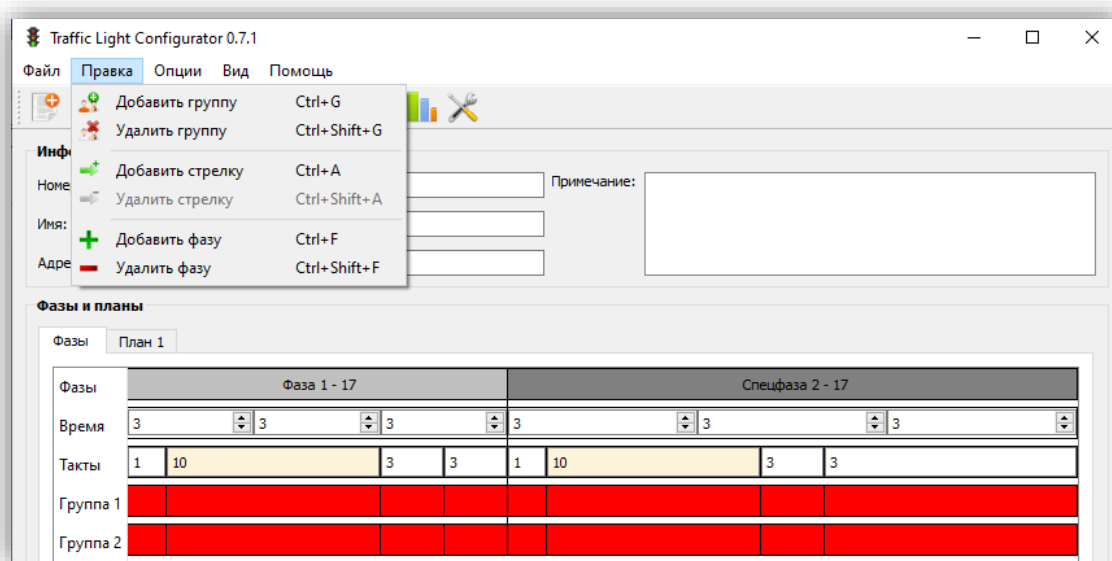 Traffic Light Configurator 0.7.1
Файл Правка Опции Вид Помощь
Добавить группу Ctrl+G
Удалить группу Ctrl+Shift+G
Добавить стрелку Ctrl+A
Удалить стрелку Ctrl+Shift+A
Добавить фазу Ctrl+F
Удалить фазу Ctrl+Shift+F
Инф
Номе
Имя:
Адре
Примечание:
Фазы и планы
Фазы План 1
Фазы Фаза 1 - 17 Спецфаза 2 - 17
Время 3 3 3 3 3 3
Такты 1 10 3 3 1 10 3 3
Группа 1
Группа 2